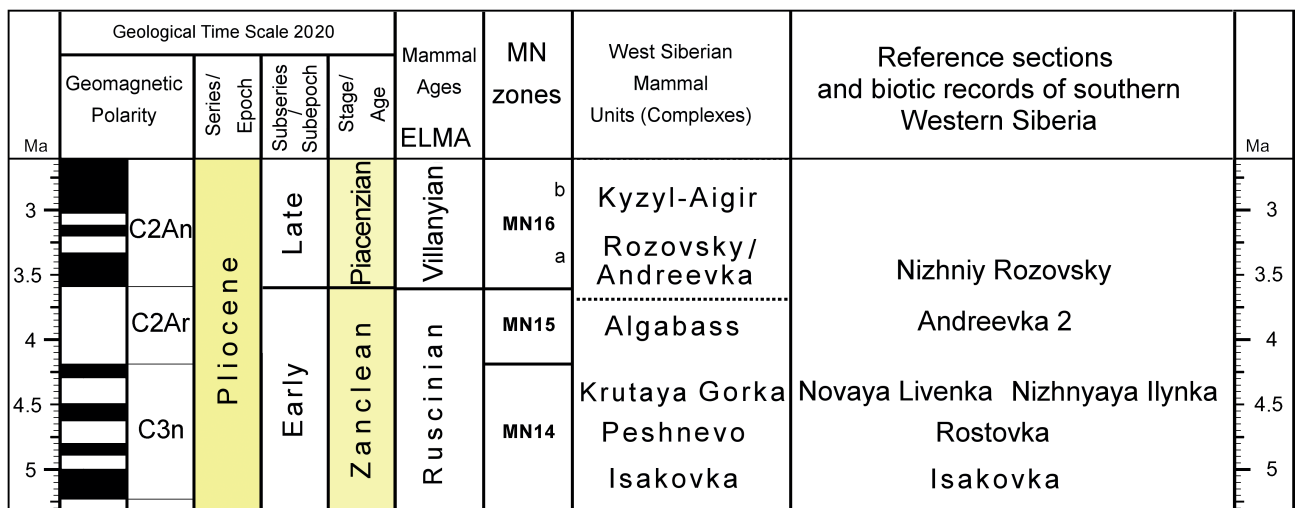 Geological Time Scale 2020
Geomagnetic
Polarity
Series/
Epoch
Subseries
/
Subepoch
Stage/
Age
Mammal
Ages
ELMA
MN
zones
West Siberian
Mammal
Units (Complexes)
Reference sections
and biotic records of southern
Western Siberia
Ma
Ma
3
3.5
4
4.5
5
C2An
C2Ar
C3n
Pliocene
Late
Early
Piacenzian
Zanclean
Villanyian
Ruscinian
b
MN16
a
MN15
MN14
Kyzyl-Aigir
Rozovsky/
Andreevka
Algabass
Krutaya Gorka
Peshnevo
Isakovka
Nizhniy Rozovsky
Andreevka 2
Novaya Livenka Nizhnyaya Ilynka
Rostovka
Isakovka
3
3.5
4
4.5
5